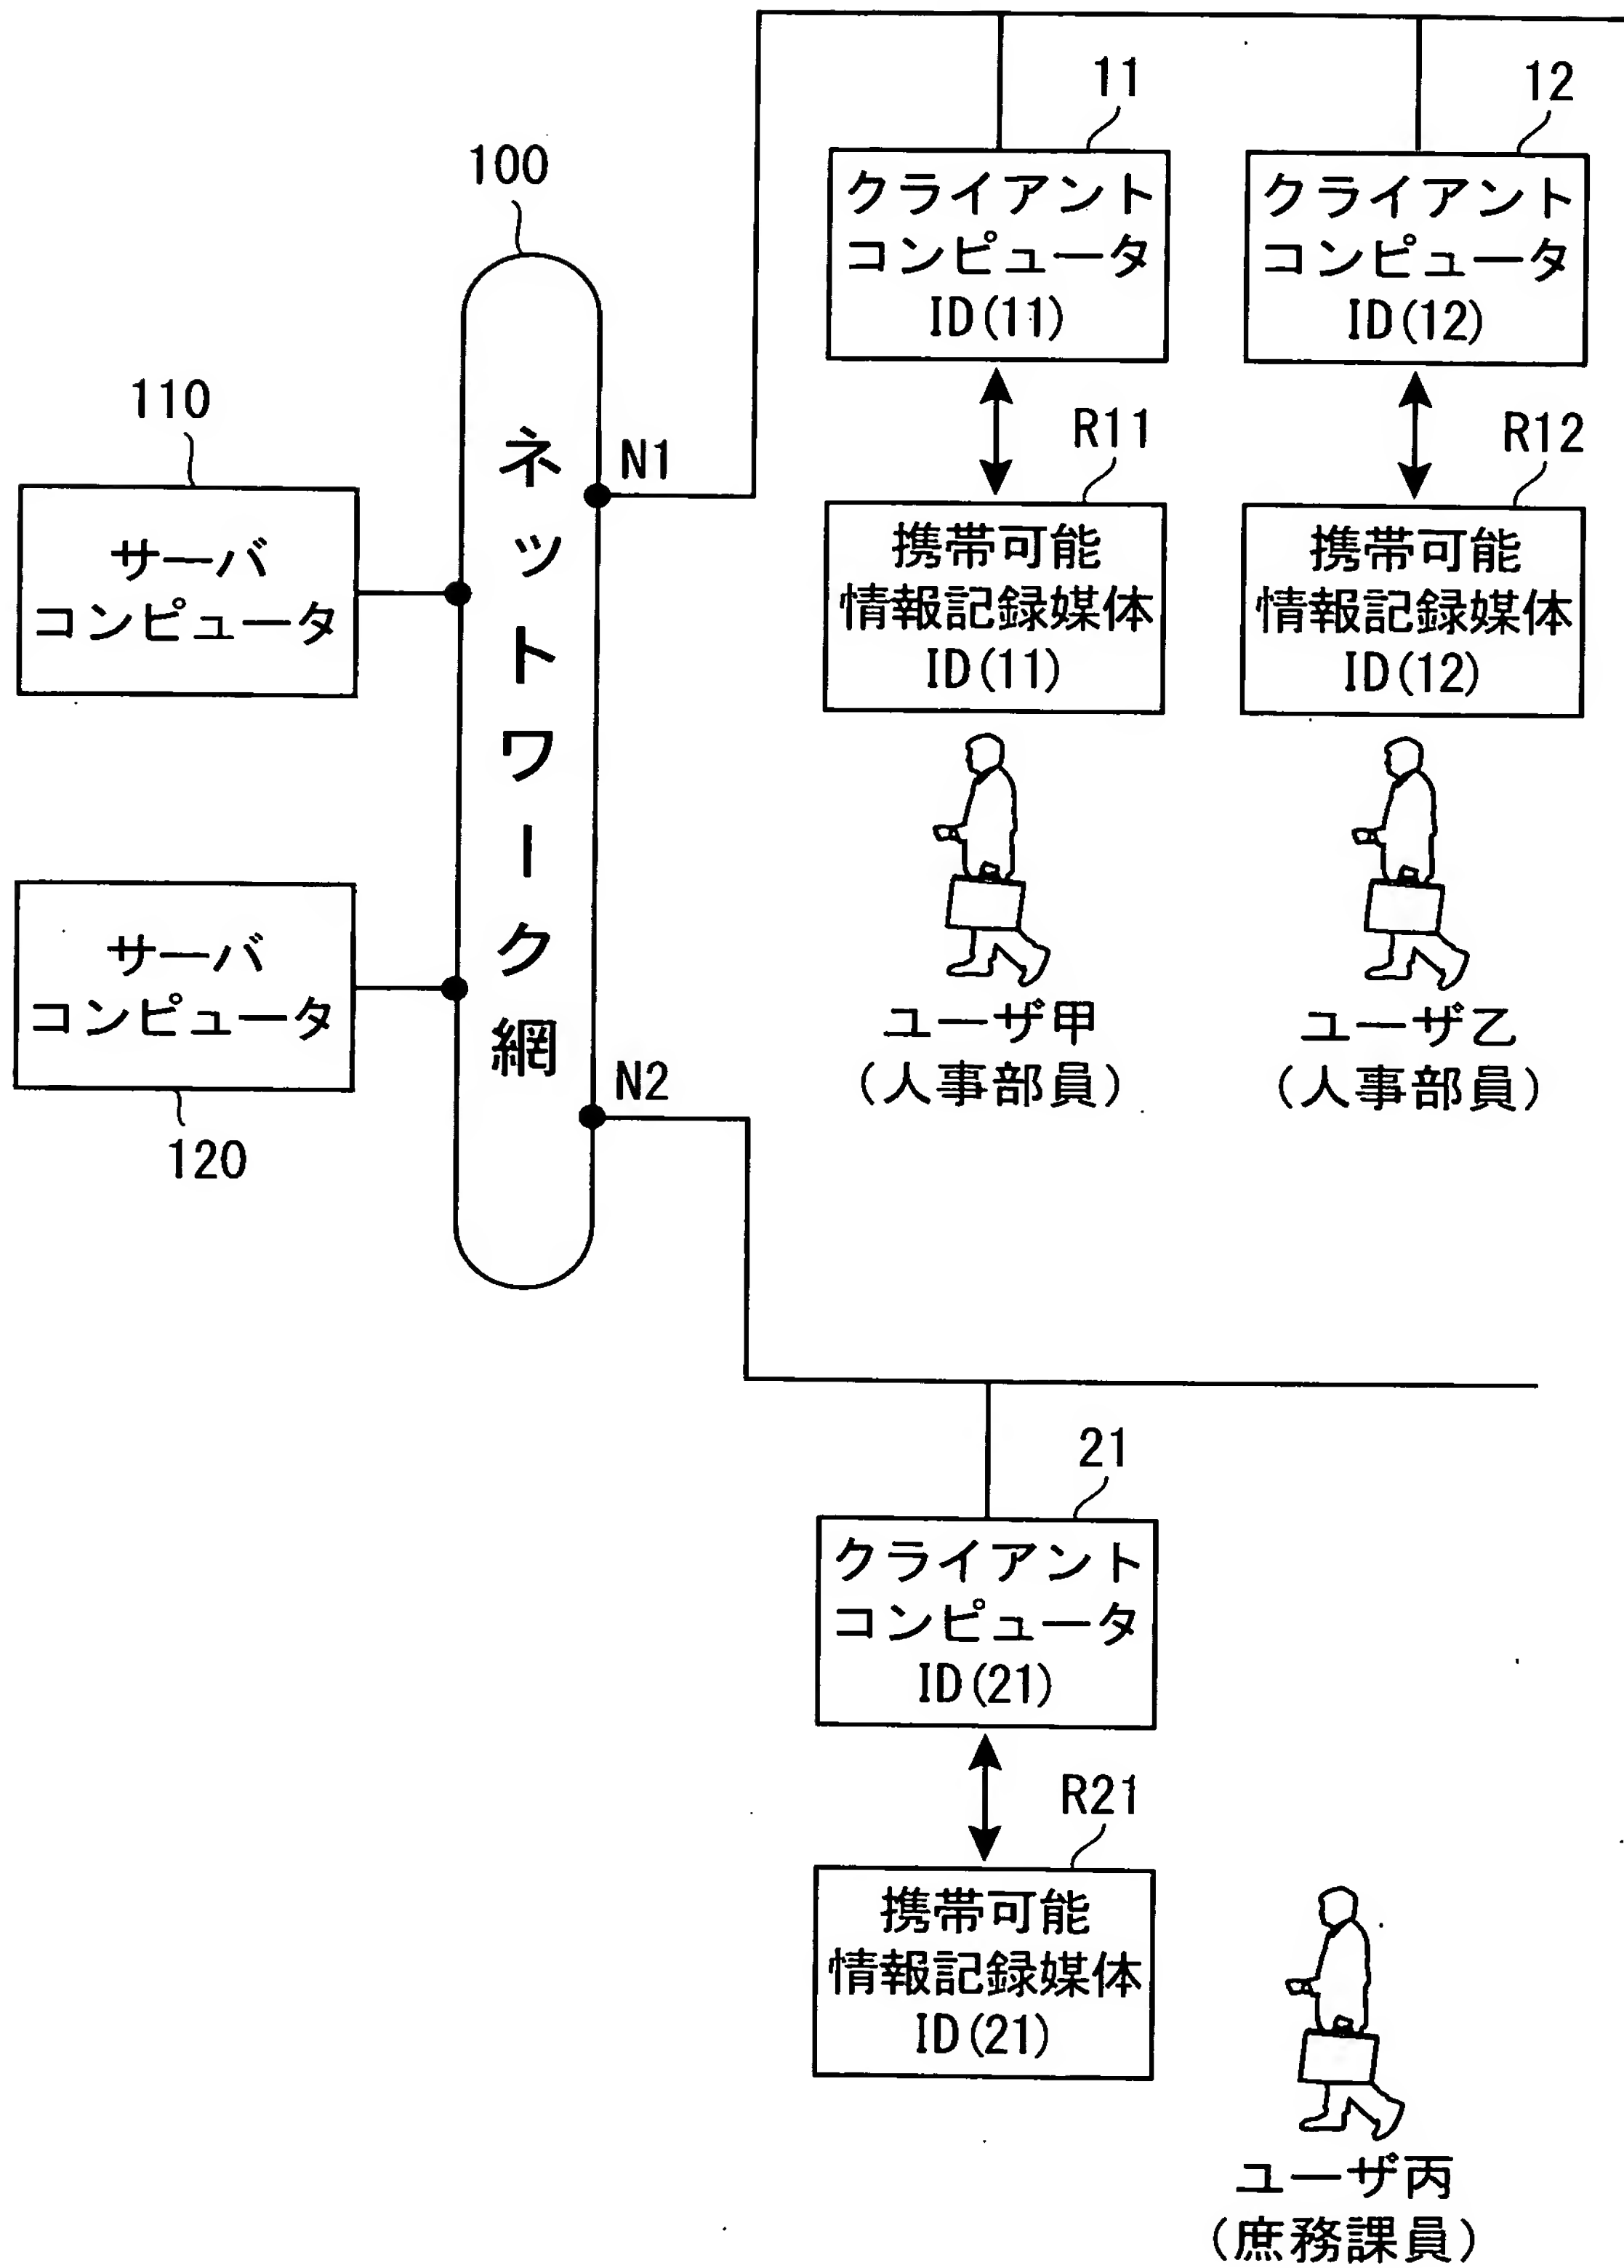 11
12
100
クライアント
コンピュータ
ID(11)
クライアント
コンピュータ
ID(12)
110
ネットワーク網
N1
R11
R12
サーバ
コンピュータ
携帯可能
情報記録媒体
ID(11)
携帯可能
情報記録媒体
ID(12)
サーバ
コンピュータ
120
ユーザ甲
(人事部員)
ユーザ乙
(人事部員)
N2
21
クライアント
コンピュータ
ID(21)
R21
携帯可能
情報記録媒体
ID(21)
ユーザ丙
(庶務課員)